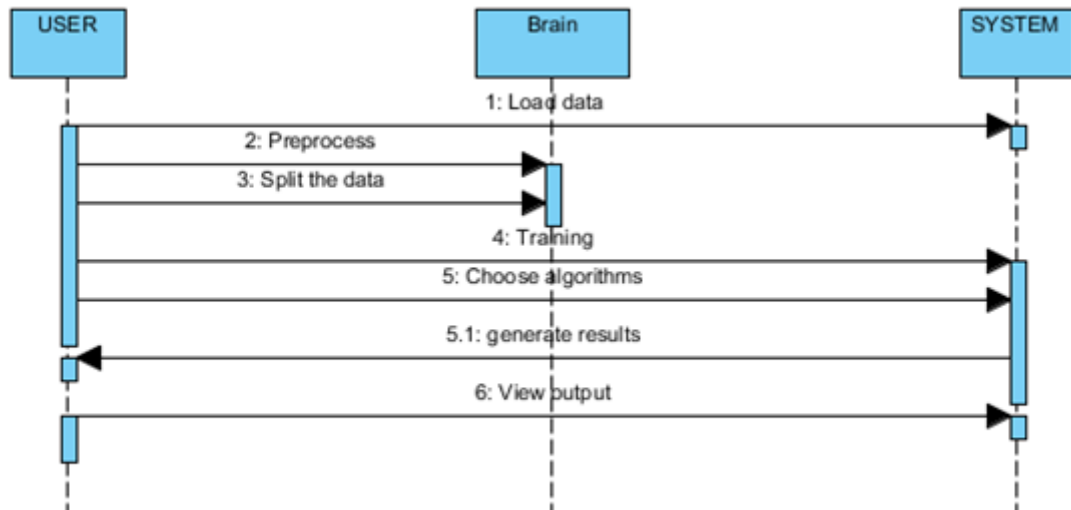 USER
Brain
SYSTEM
1: Load data
2: Preprocess
3: Split the data
4: Training
5: Choose algorithms
5.1: generate results
6: View output